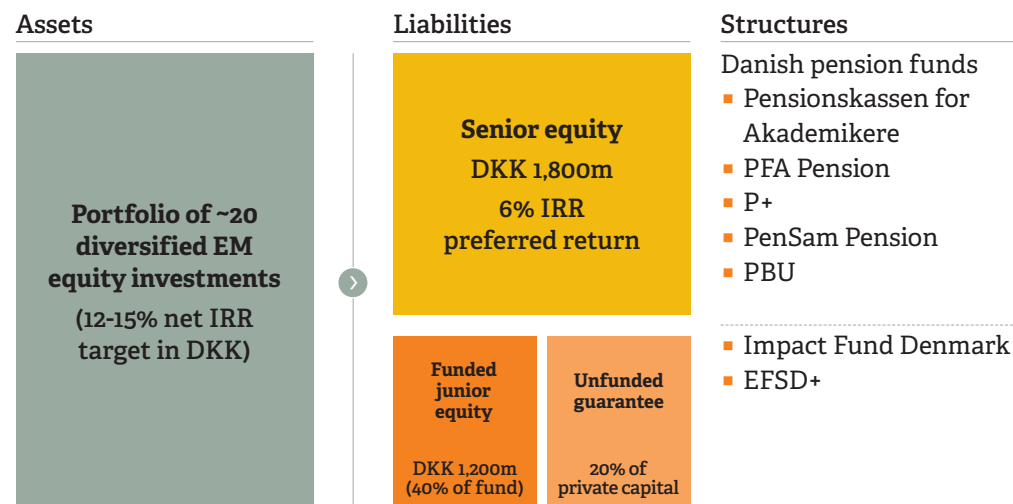 Assets
Portfolio of ~20
diversified EM
equity investments
(12-15% net IRR
target in DKK)
Liabilities
Senior equity
DKK 1,800m
6% IRR
preferred return
Funded
junior
equity
DKK 1,200m
(40% of fund)
Unfunded
guarantee
20% of
private capital
Structures
Danish pension funds
Pensionskassen for
Akademikere
PFA Pension
P+
PenSam Pension
PBU
Impact Fund Denmark
EFSD+